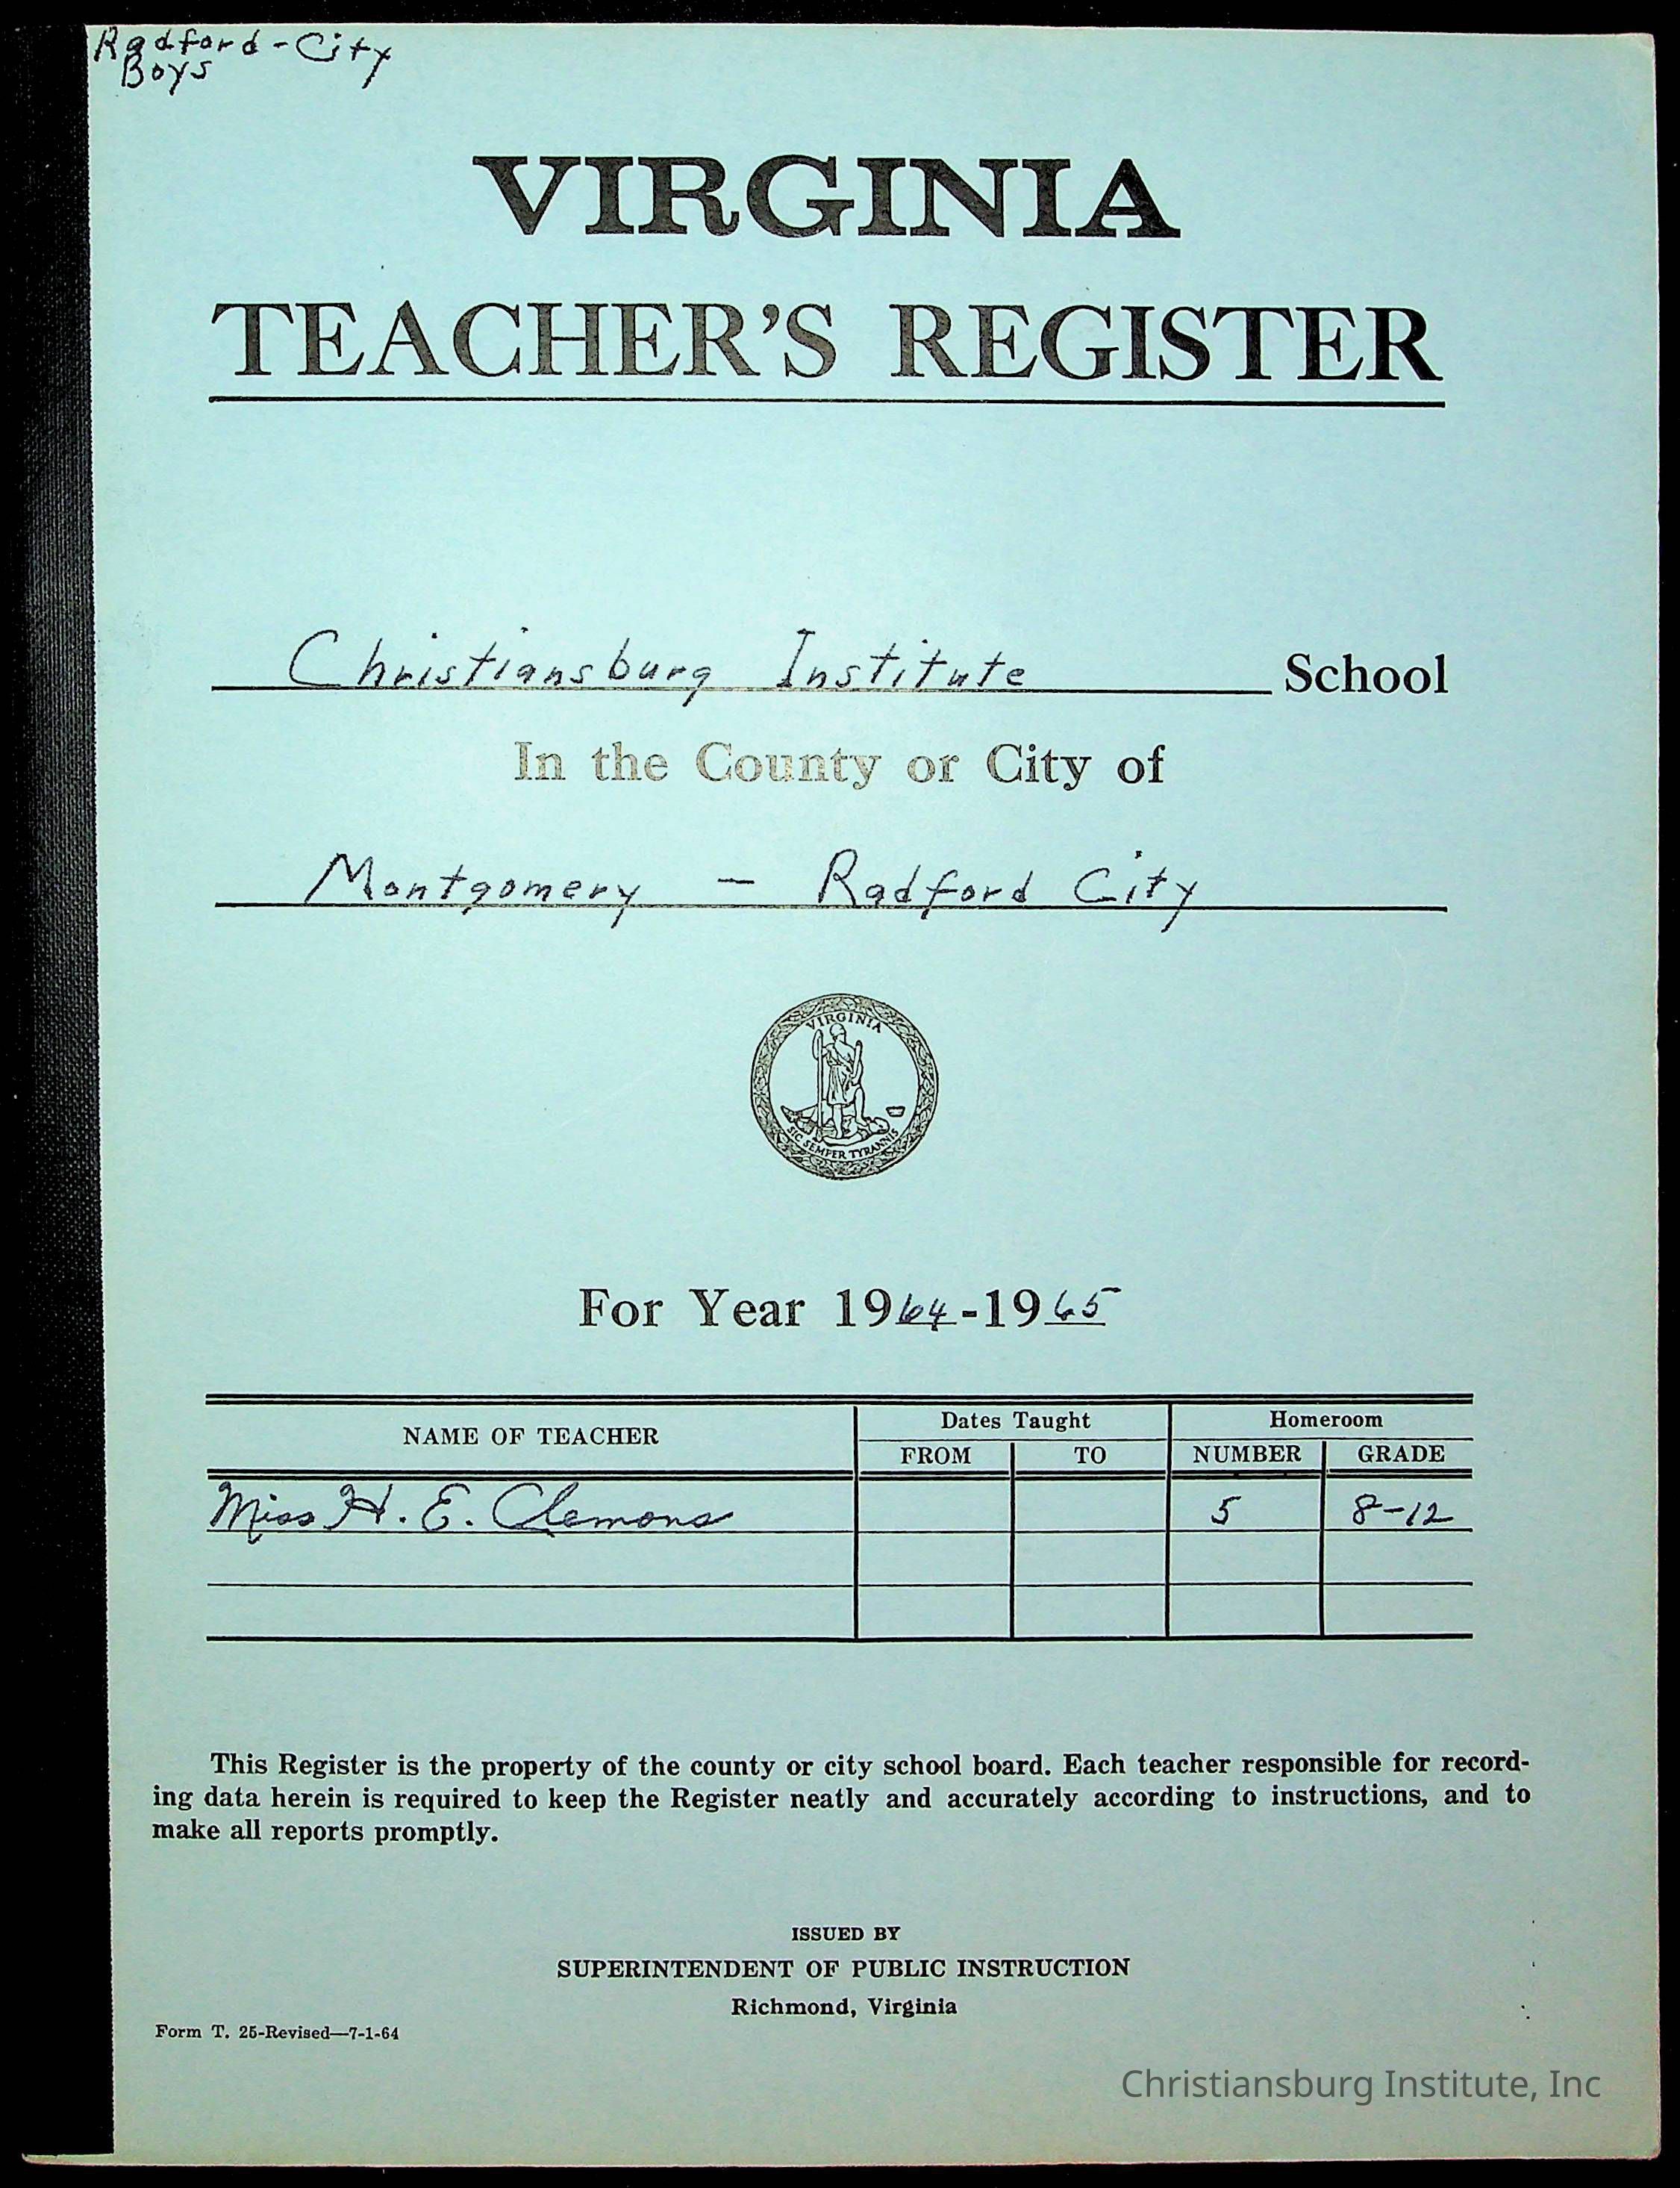 Radford-City
Boys
VIRGINIA
TEACHER'S REGISTER
Christiansburg Institute School
In the County or City of
Montgomery - Radford City
VIRGINIA
SIC SEMPER TYRANNIS
For Year 1964-1965
NAME OF TEACHER Dates Taught Homeroom
FROM TO NUMBER GRADE
Miss H. E. Clemons 5 8-12
This Register is the property of the county or city school board. Each teacher responsible for record-
ing data herein is required to keep the Register neatly and accurately according to instructions, and to
make all reports promptly.
ISSUED BY
SUPERINTENDENT OF PUBLIC INSTRUCTION
Richmond, Virginia
Form T. 25-Revised—7-1-64
Christiansburg Institute, Inc